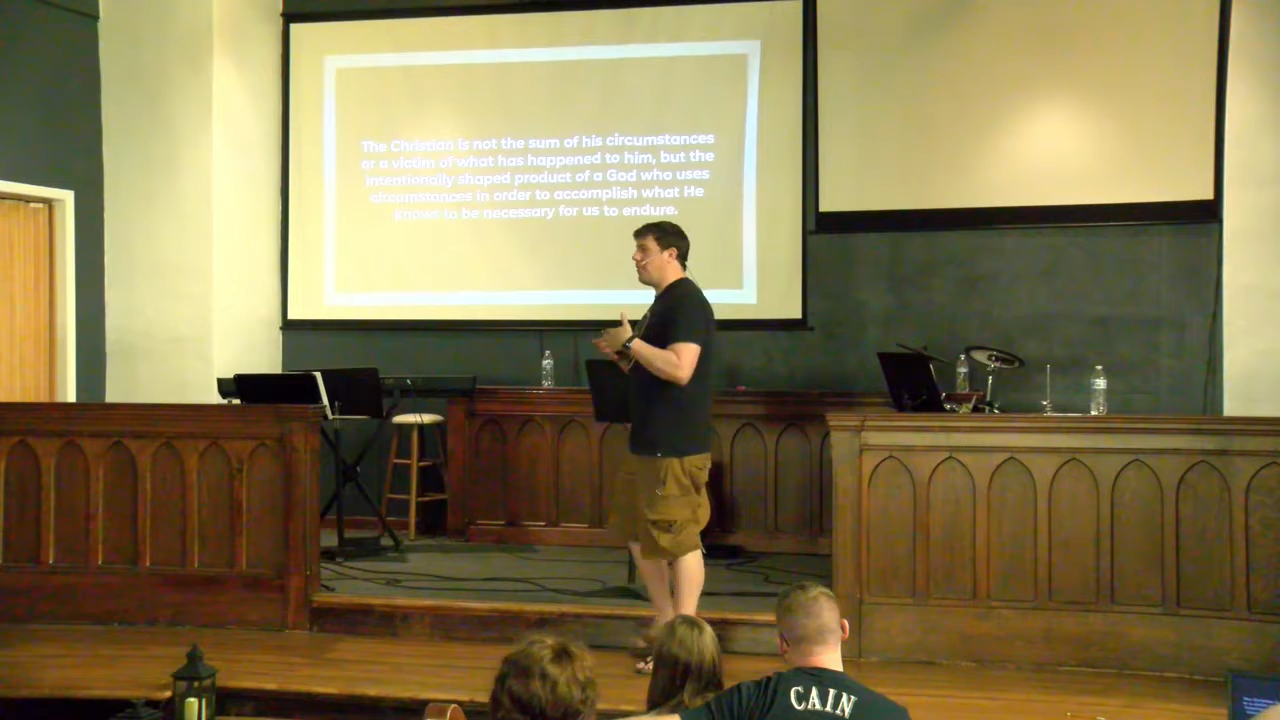 The Christian is not the sum of his circumstances
or a victim of what has happened to him, but the
intentionally shaped product of a God who uses
circumstances in order to accomplish what He
knows to be necessary for us to endure.
CAIN